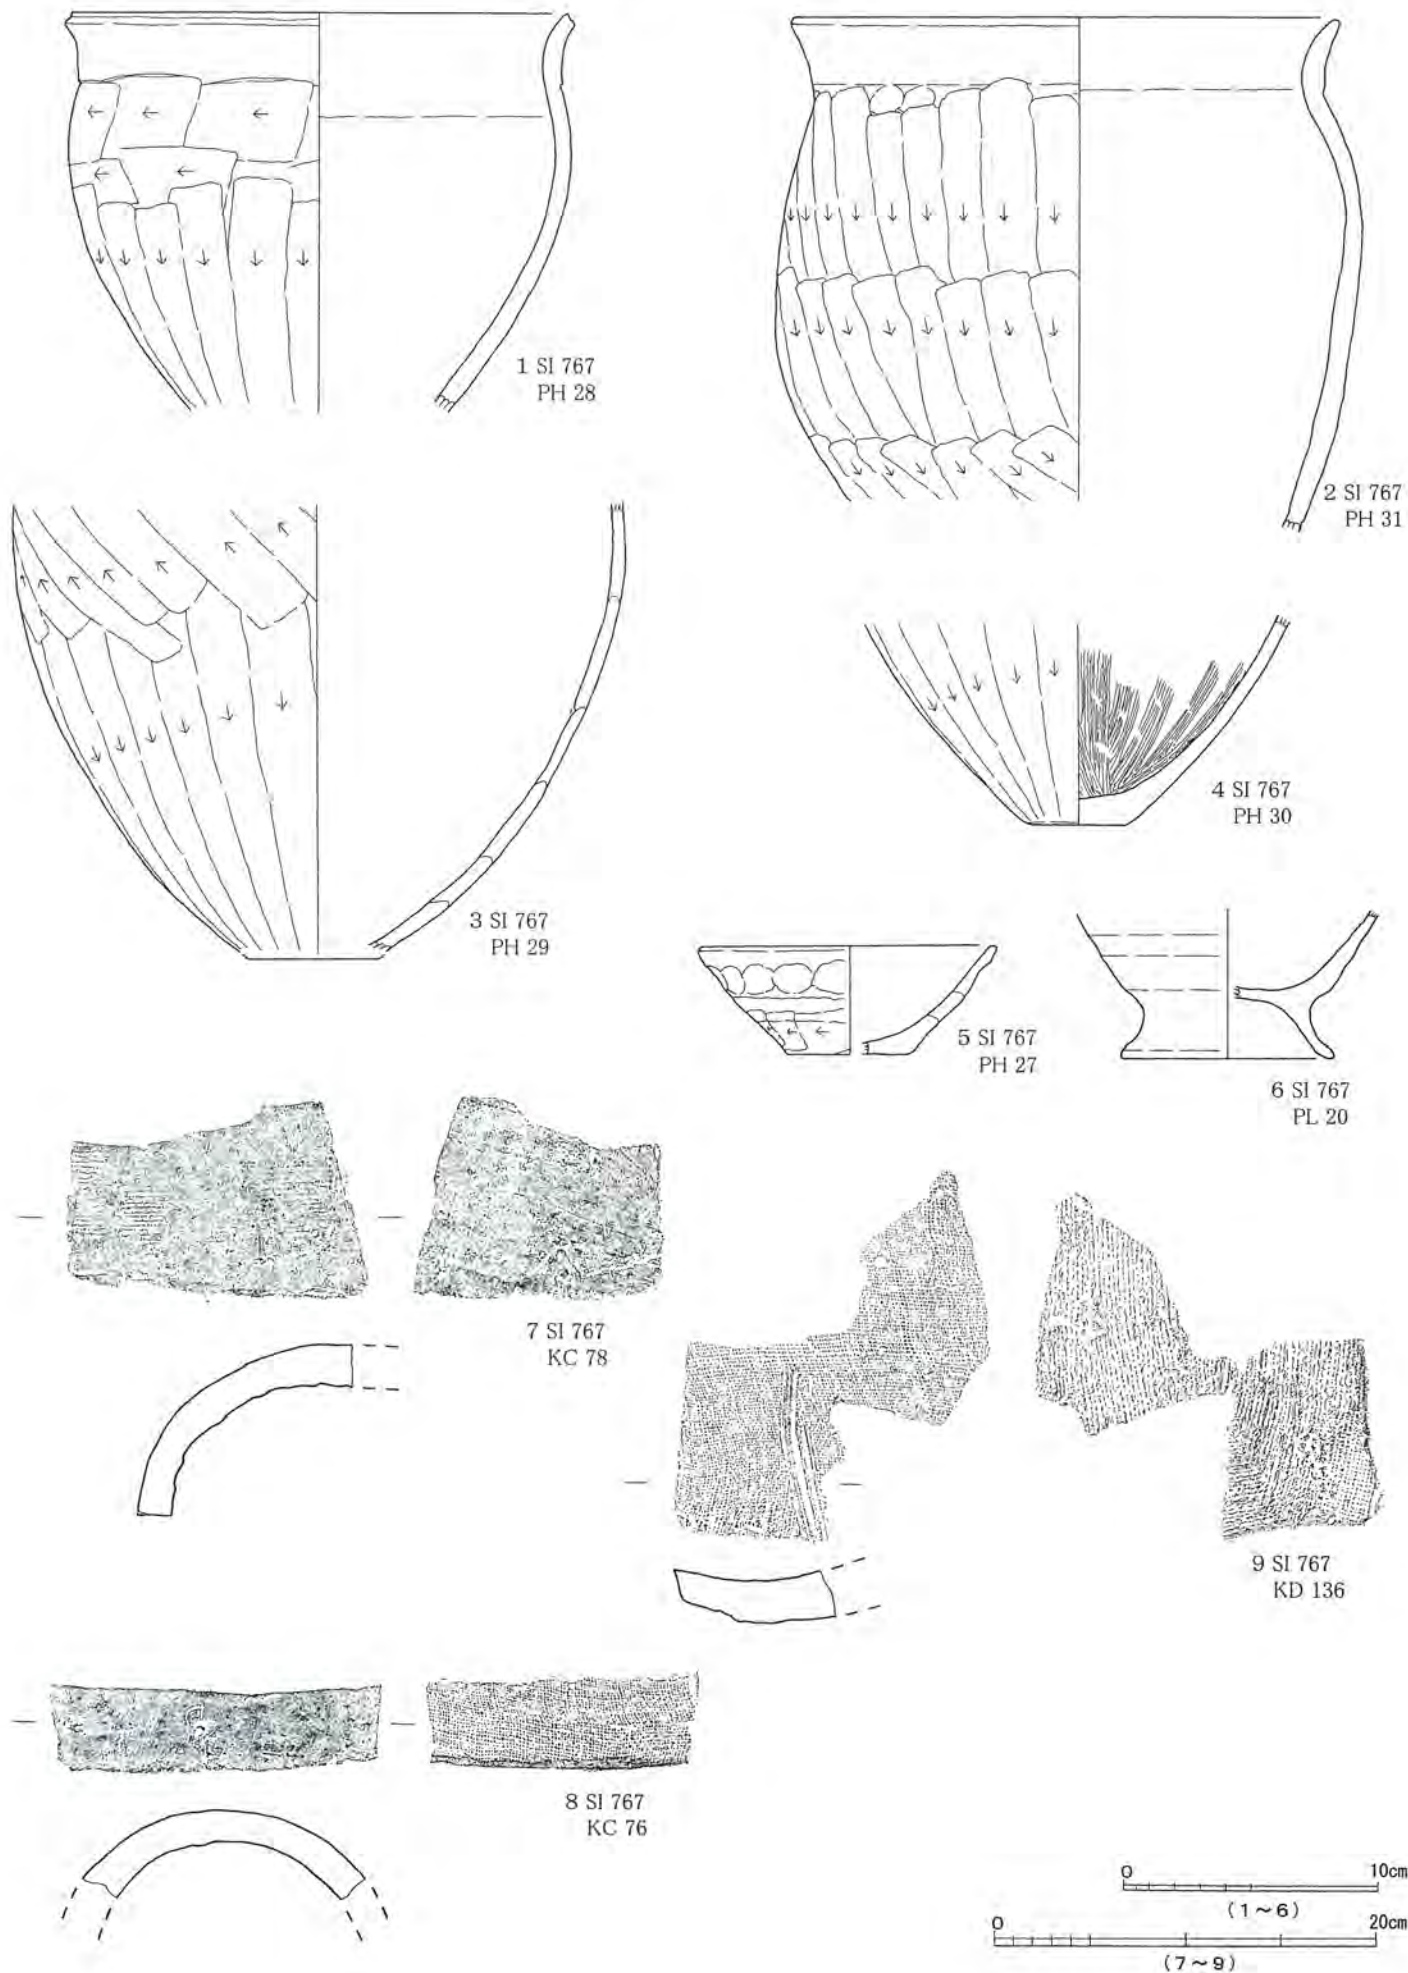 1 SI 767
PH 28
2 SI 767
PH 31
3 SI 767
PH 29
4 SI 767
PH 30
5 SI 767
PH 27
6 SI 767
PL 20
7 SI 767
KC 78
9 SI 767
KD 136
8 SI 767
KC 76
0 10cm
(1~6)
0 20cm
(7~9)